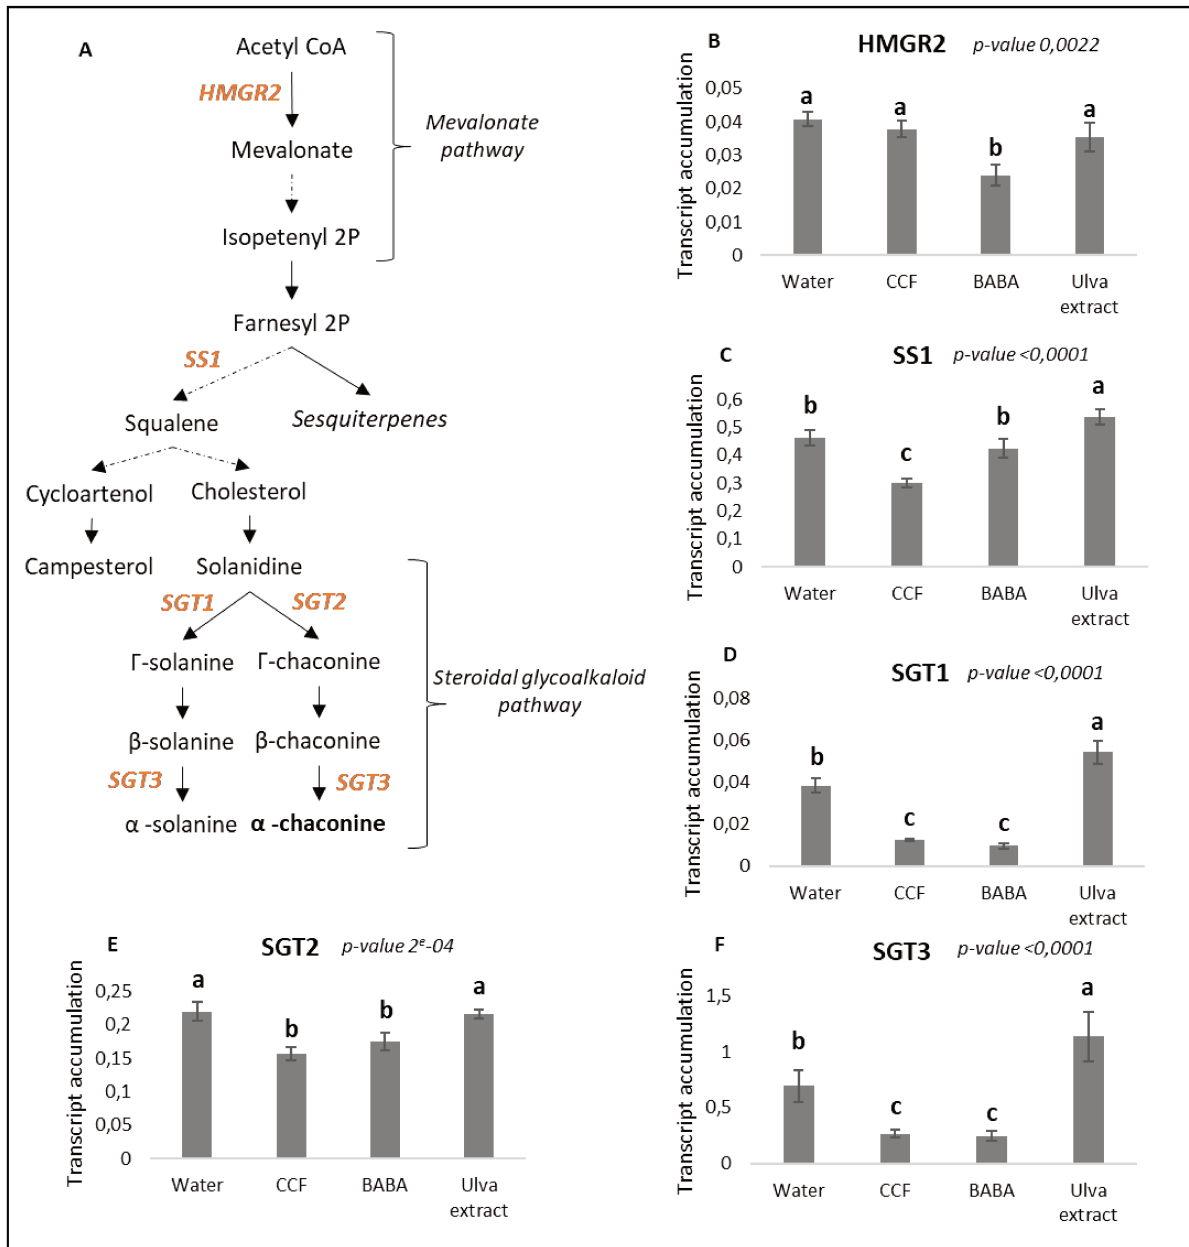 A
Acetyl CoA
HMGR2
Mevalonate
Mevalonate
pathway
Isopetenyl 2P
Farnesyl 2P
SS1
Squalene
Sesquiterpenes
Cycloartenol
Cholesterol
Campesterol
Solanidine
SGT1
SGT2
Γ-solanine
Γ-chaconine
Steroidal glycoalkaloid
pathway
β-solanine
β-chaconine
SGT3
SGT3
α -solanine
α -chaconine
B
HMGR2
p-value 0,0022
Transcript accumulation
0,05
0,04
0,03
0,02
0,01
0
a
a
b
a
Water
CCF
BABA
Ulva
extract
C
SS1
p-value <0,0001
Transcript accumulation
0,6
0,5
0,4
0,3
0,2
0,1
0
b
c
b
a
Water
CCF
BABA
Ulva
extract
D
SGT1
p-value <0,0001
Transcript accumulation
0,08
0,06
0,04
0,02
0
b
c
c
a
Water
CCF
BABA
Ulva
extract
E
SGT2
p-value 2ᵉ-04
Transcript accumulation
0,25
0,2
0,15
0,1
0,05
0
a
b
b
a
Water
CCF
BABA
Ulva
extract
F
SGT3
p-value <0,0001
Transcript accumulation
1,5
1
0,5
0
b
c
c
a
Water
CCF
BABA
Ulva
extract